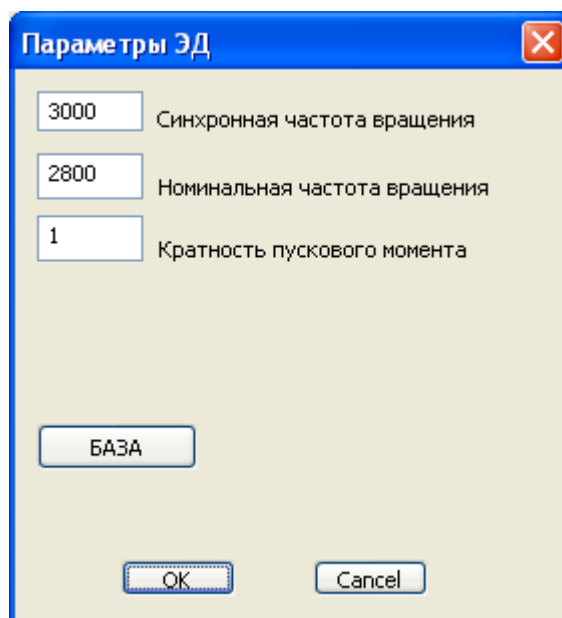 Параметры ЭД
3000 Синхронная частота вращения
2800 Номинальная частота вращения
1 Кратность пускового момента
БАЗА
OK Cancel